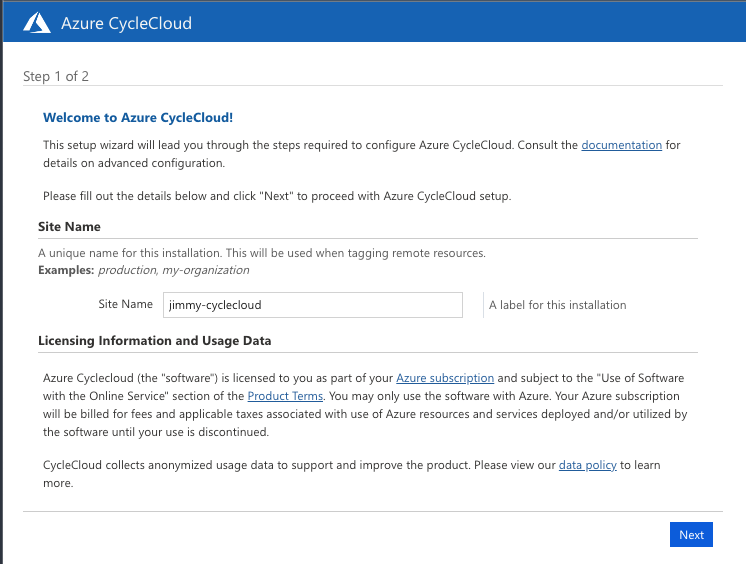 Azure CycleCloud
Step 1 of 2
Welcome to Azure CycleCloud!
This setup wizard will lead you through the steps required to configure Azure CycleCloud. Consult the documentation for
details on advanced configuration.
Please fill out the details below and click "Next" to proceed with Azure CycleCloud setup.
Site Name
A unique name for this installation. This will be used when tagging remote resources.
Examples: production, my-organization
Site Name jimmy-cyclecloud A label for this installation
Licensing Information and Usage Data
Azure Cyclecloud (the "software") is licensed to you as part of your Azure subscription and subject to the "Use of Software
with the Online Service" section of the Product Terms. You may only use the software with Azure. Your Azure subscription
will be billed for fees and applicable taxes associated with use of Azure resources and services deployed and/or utilized by
the software until your use is discontinued.
CycleCloud collects anonymized usage data to support and improve the product. Please view our data policy to learn
more.
Next